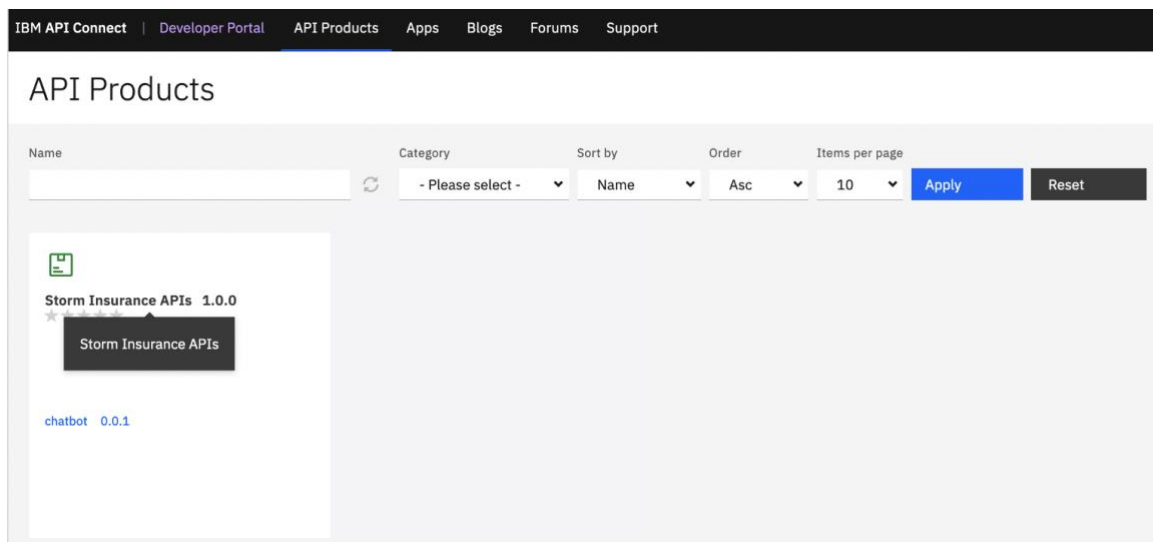 IBM API Connect | Developer Portal API Products Apps Blogs Forums Support
API Products
Name Category Sort by Order Items per page
- Please select - Name Asc 10 Apply Reset
Storm Insurance APIs 1.0.0
Storm Insurance APIs
chatbot 0.0.1